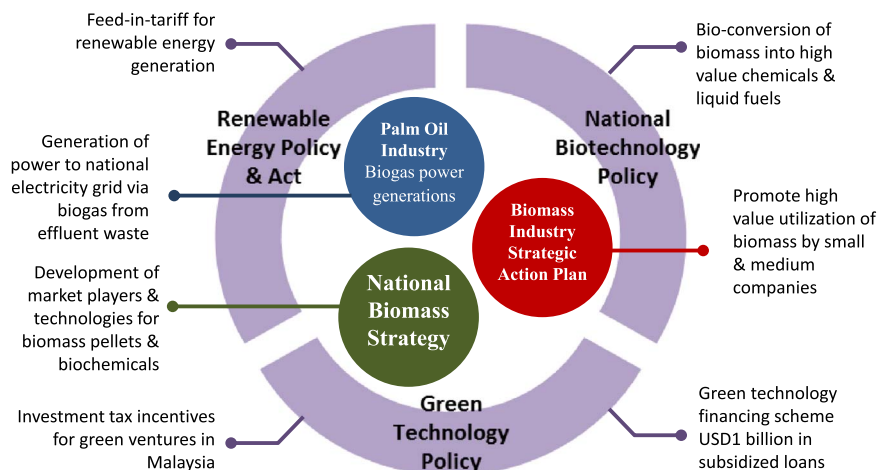 Feed-in-tariff for
renewable energy
generation
Bio-conversion of
biomass into high
value chemicals &
liquid fuels
Renewable
Energy Policy
& Act
Palm Oil
Industry
Biogas power
generations
National
Biotechnology
Policy
Generation of
power to national
electricity grid via
biogas from
effluent waste
Biomass
Industry
Strategic
Action Plan
Promote high
value utilization of
biomass by small
& medium
companies
Development of
market players &
technologies for
biomass pellets &
biochemicals
National
Biomass
Strategy
Green
Technology
Policy
Investment tax incentives
for green ventures in
Malaysia
Green technology
financing scheme
USD1 billion in
subsidized loans